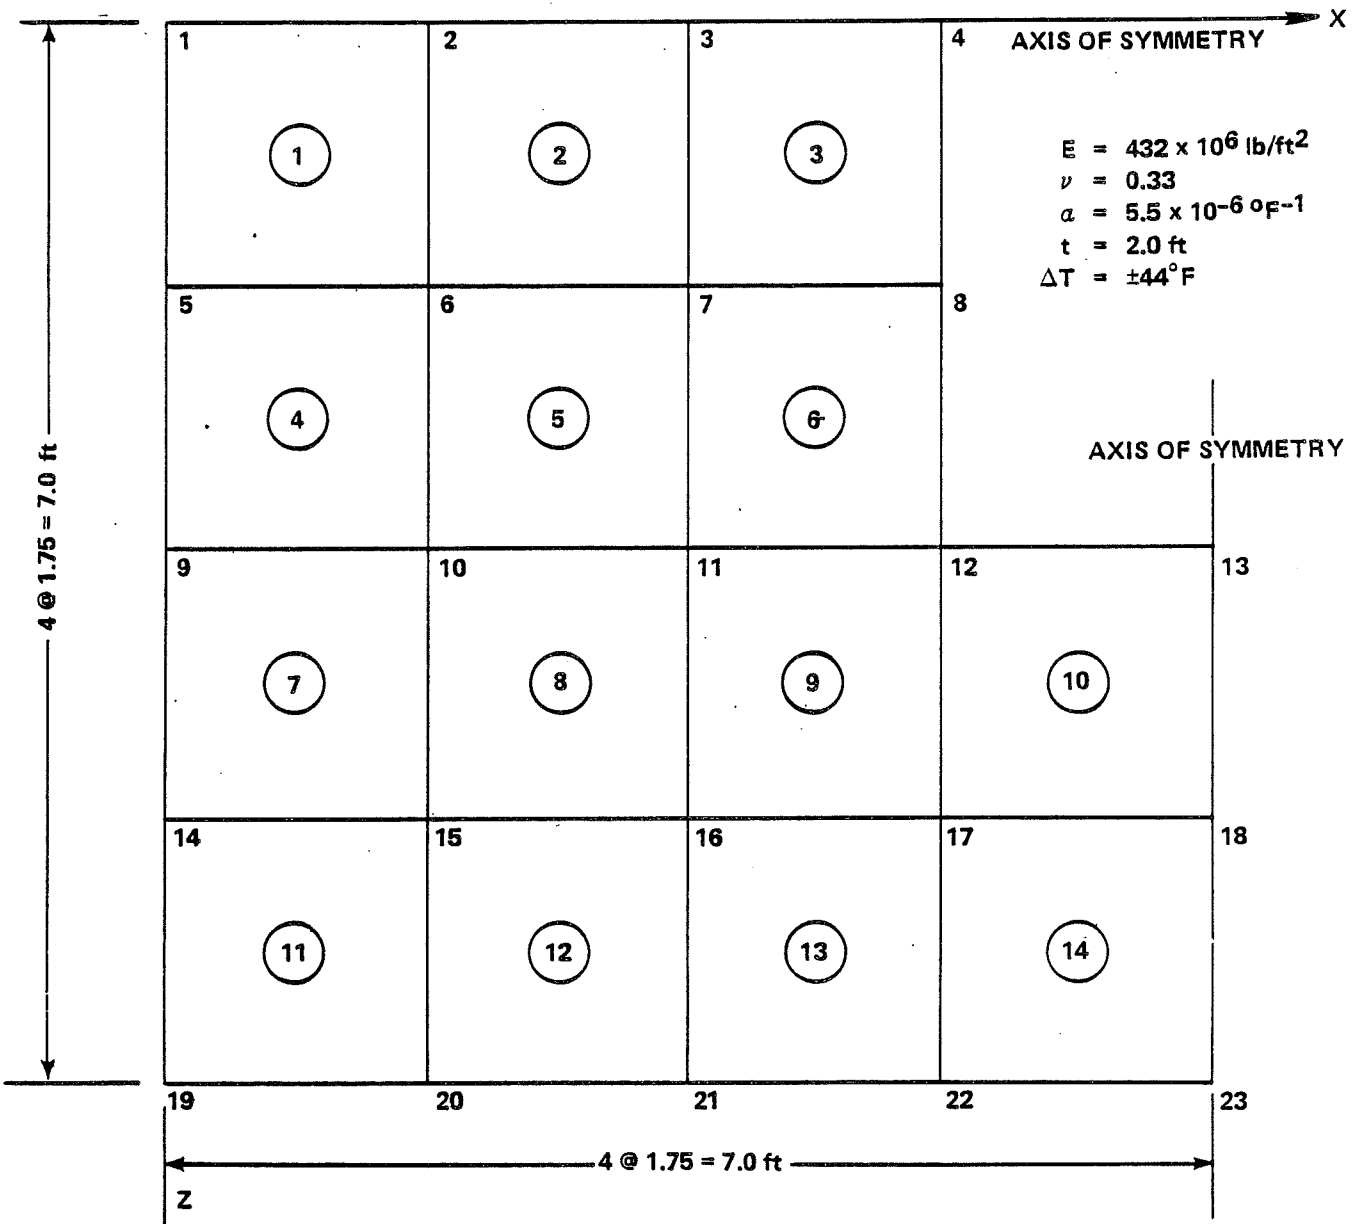 X
1 2 3 4 AXIS OF SYMMETRY
1 2 3
E = 432 x 10⁶ lb/ft²
ν = 0.33
α = 5.5 x 10⁻⁶ °F⁻¹
t = 2.0 ft
ΔT = ±44°F
5 6 7 8
4 5 6
AXIS OF SYMMETRY
4 @ 1.75 = 7.0 ft
9 10 11 12 13
7 8 9 10
14 15 16 17 18
11 12 13 14
19 20 21 22 23
4 @ 1.75 = 7.0 ft
Z